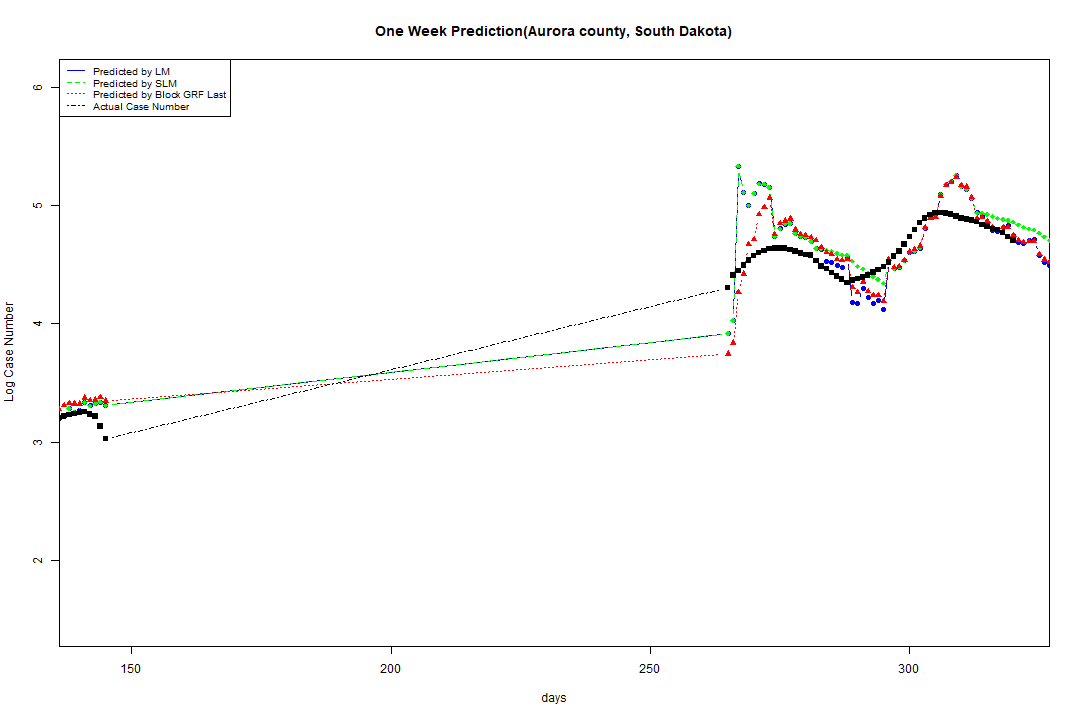 One Week Prediction(Aurora county, South Dakota)
Predicted by LM
Predicted by SLM
Predicted by Block GRF Last
Actual Case Number
6
5
4
3
2
Log Case Number
150
200
250
300
days